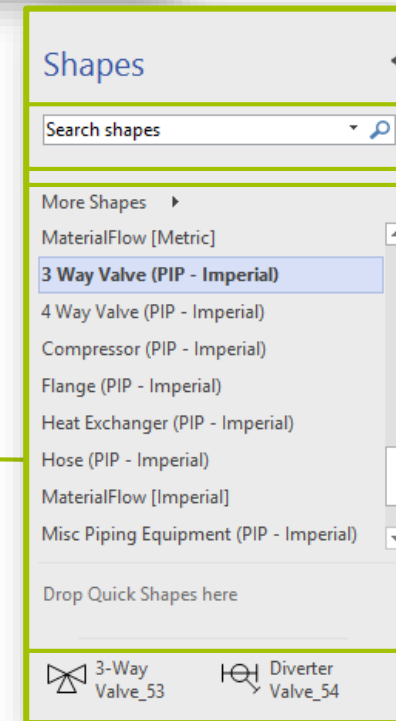 Shapes
Search shapes
More Shapes
MaterialFlow [Metric]
3 Way Valve (PIP - Imperial)
4 Way Valve (PIP - Imperial)
Compressor (PIP - Imperial)
Flange (PIP - Imperial)
Heat Exchanger (PIP - Imperial)
Hose (PIP - Imperial)
MaterialFlow [Imperial]
Misc Piping Equipment (PIP - Imperial)
Drop Quick Shapes here
3-Way
Valve_53
Diverter
Valve_54